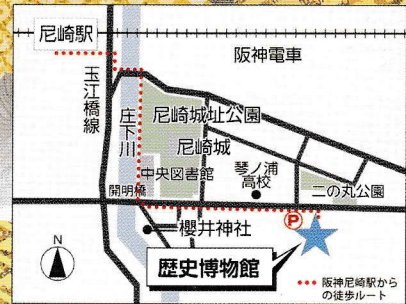 尼崎駅
阪神電車
玉江橋線
庄下川
尼崎城址公園
尼崎城
中央図書館
琴ノ浦
高校
二の丸公園
開明橋
P
櫻井神社
歴史博物館
N
阪神尼崎駅から
の徒歩ルート